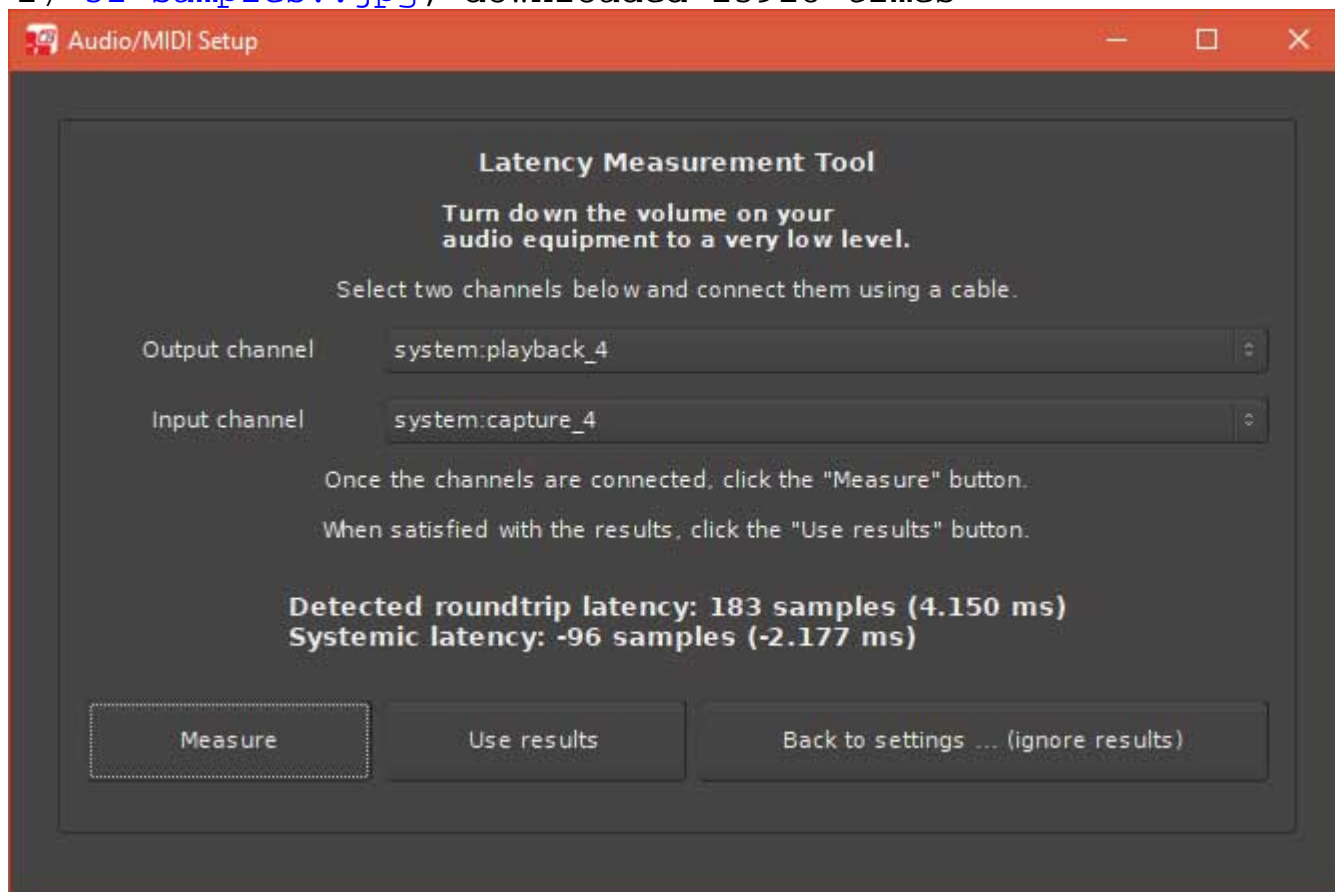 Audio/MIDI Setup
Latency Measurement Tool
Turn down the volume on your
audio equipment to a very low level.
Select two channels below and connect them using a cable.
Output channel system:playback_4
Input channel system:capture_4
Once the channels are connected, click the "Measure" button.
When satisfied with the results, click the "Use results" button.
Detected roundtrip latency: 183 samples (4.150 ms)
Systemic latency: -96 samples (-2.177 ms)
Measure Use results Back to settings ... (ignore results)